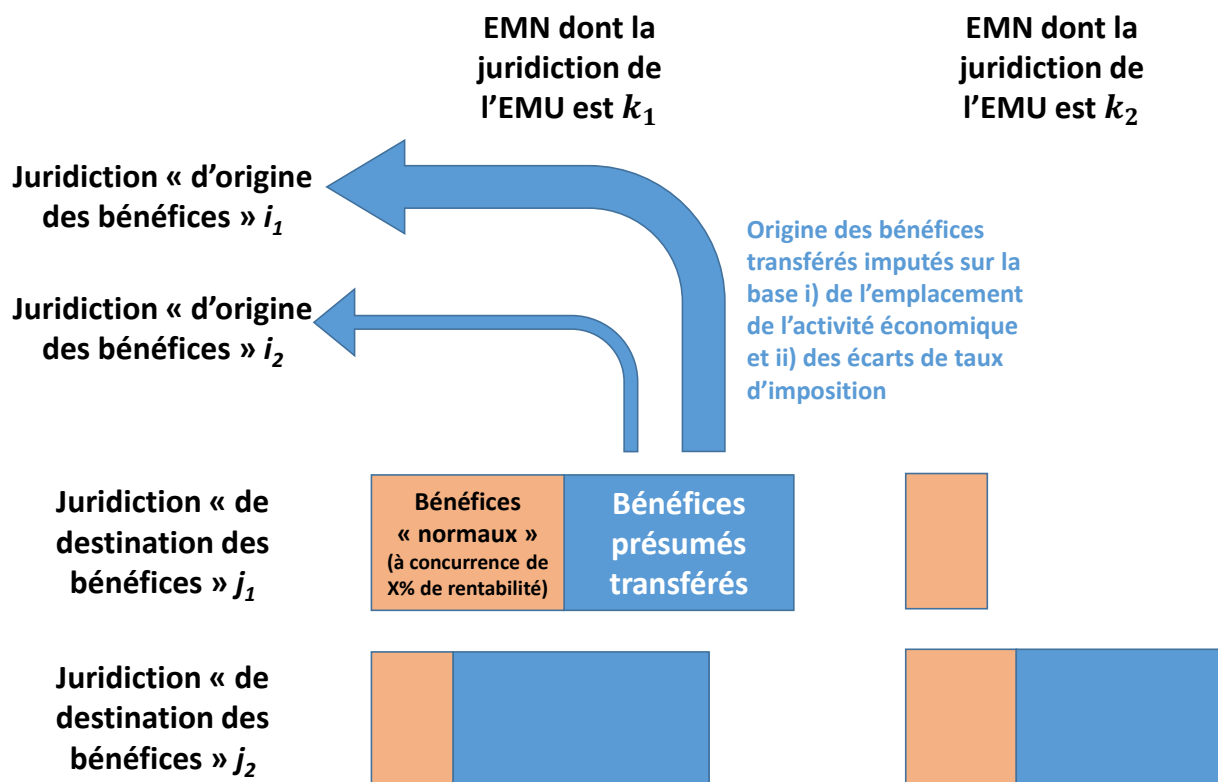 EMN dont la
juridiction de
l'EMU est k₁
EMN dont la
juridiction de
l'EMU est k₂
Juridiction « d'origine
des bénéfices » i₁
Juridiction « d'origine
des bénéfices » i₂
Origine des bénéfices
transférés imputés sur la
base i) de l'emplacement
de l'activité économique
et ii) des écarts de taux
d'imposition
Juridiction « de
destination des
bénéfices » j₁
Bénéfices
« normaux »
(à concurrence de
X% de rentabilité)
Bénéfices
présumés
transférés
Juridiction « de
destination des
bénéfices » j₂